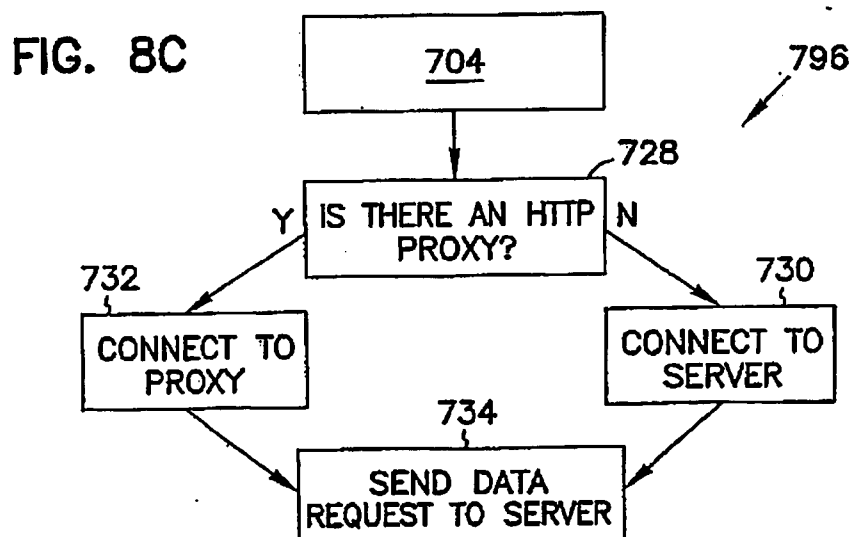 FIG. 8C
704
796
728
Y IS THERE AN HTTP N
PROXY?
732
730
CONNECT TO
PROXY
CONNECT TO
SERVER
734
SEND DATA
REQUEST TO SERVER